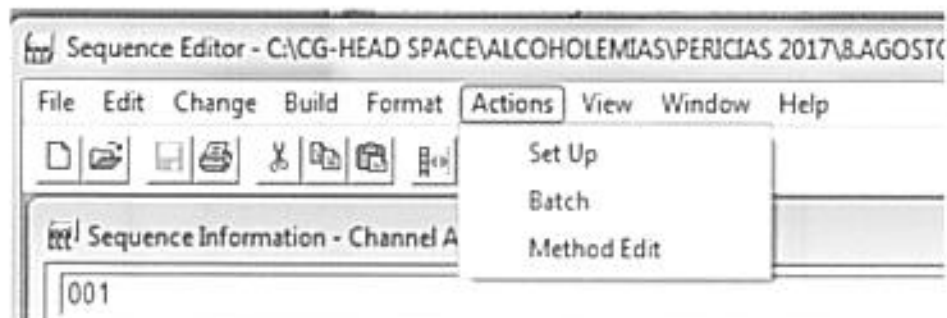 Sequence Editor - C:\CG-HEAD SPACE\ALCOHOLEMIAS\PERICIAS 2017\8.AGOSTO
File Edit Change Build Format Actions View Window Help
Set Up
Batch
Method Edit
Sequence Information - Channel A
001